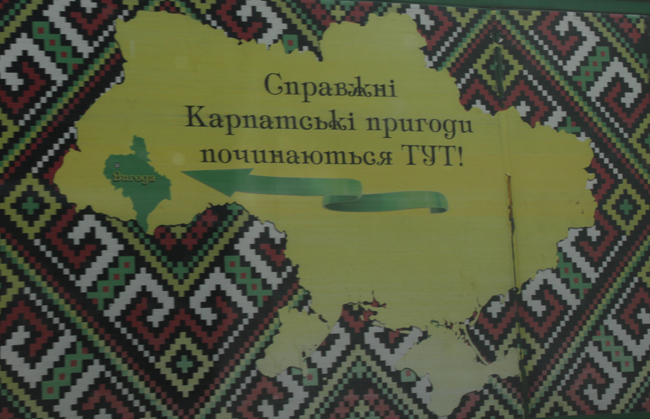 Справжні
Карпатські пригоди
починаються ТУТ!
Вигода